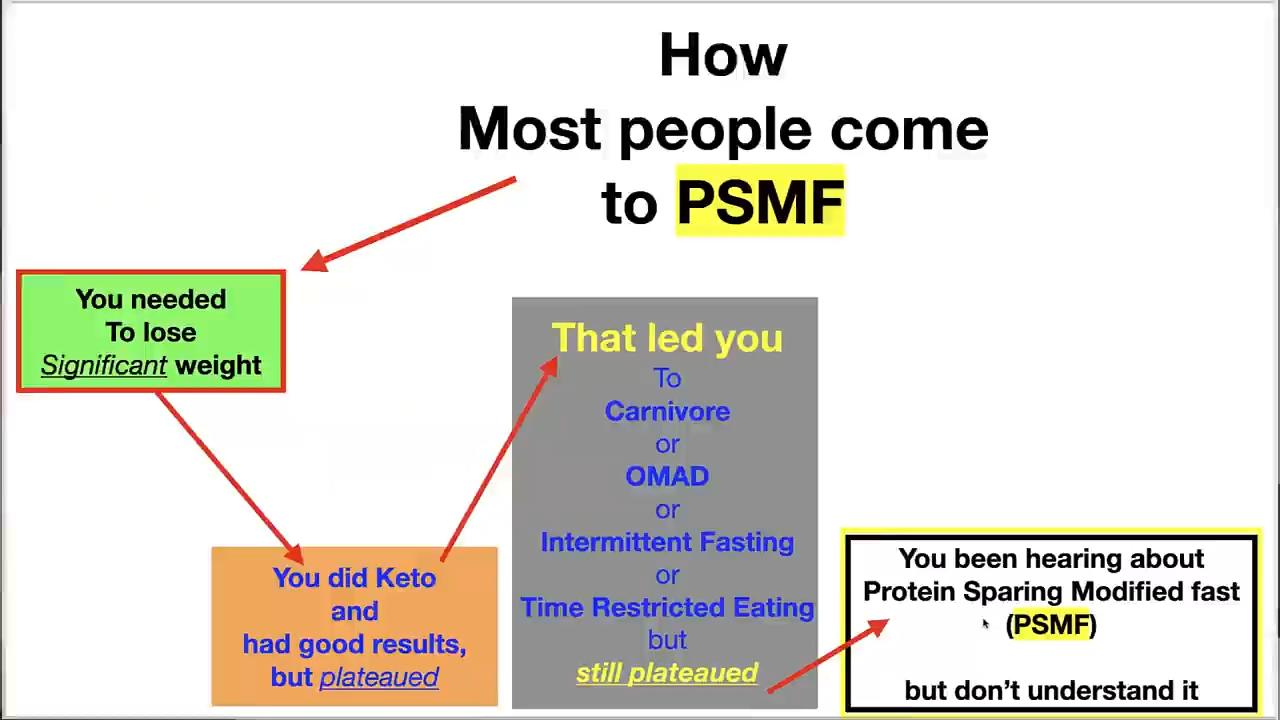 How
Most people come
to PSMF
You needed
To lose
Significant weight
You did Keto
and
had good results,
but plateaued
That led you
To
Carnivore
or
OMAD
or
Intermittent Fasting
or
Time Restricted Eating
but
still plateaued
You been hearing about
Protein Sparing Modified fast
(PSMF)
but don’t understand it